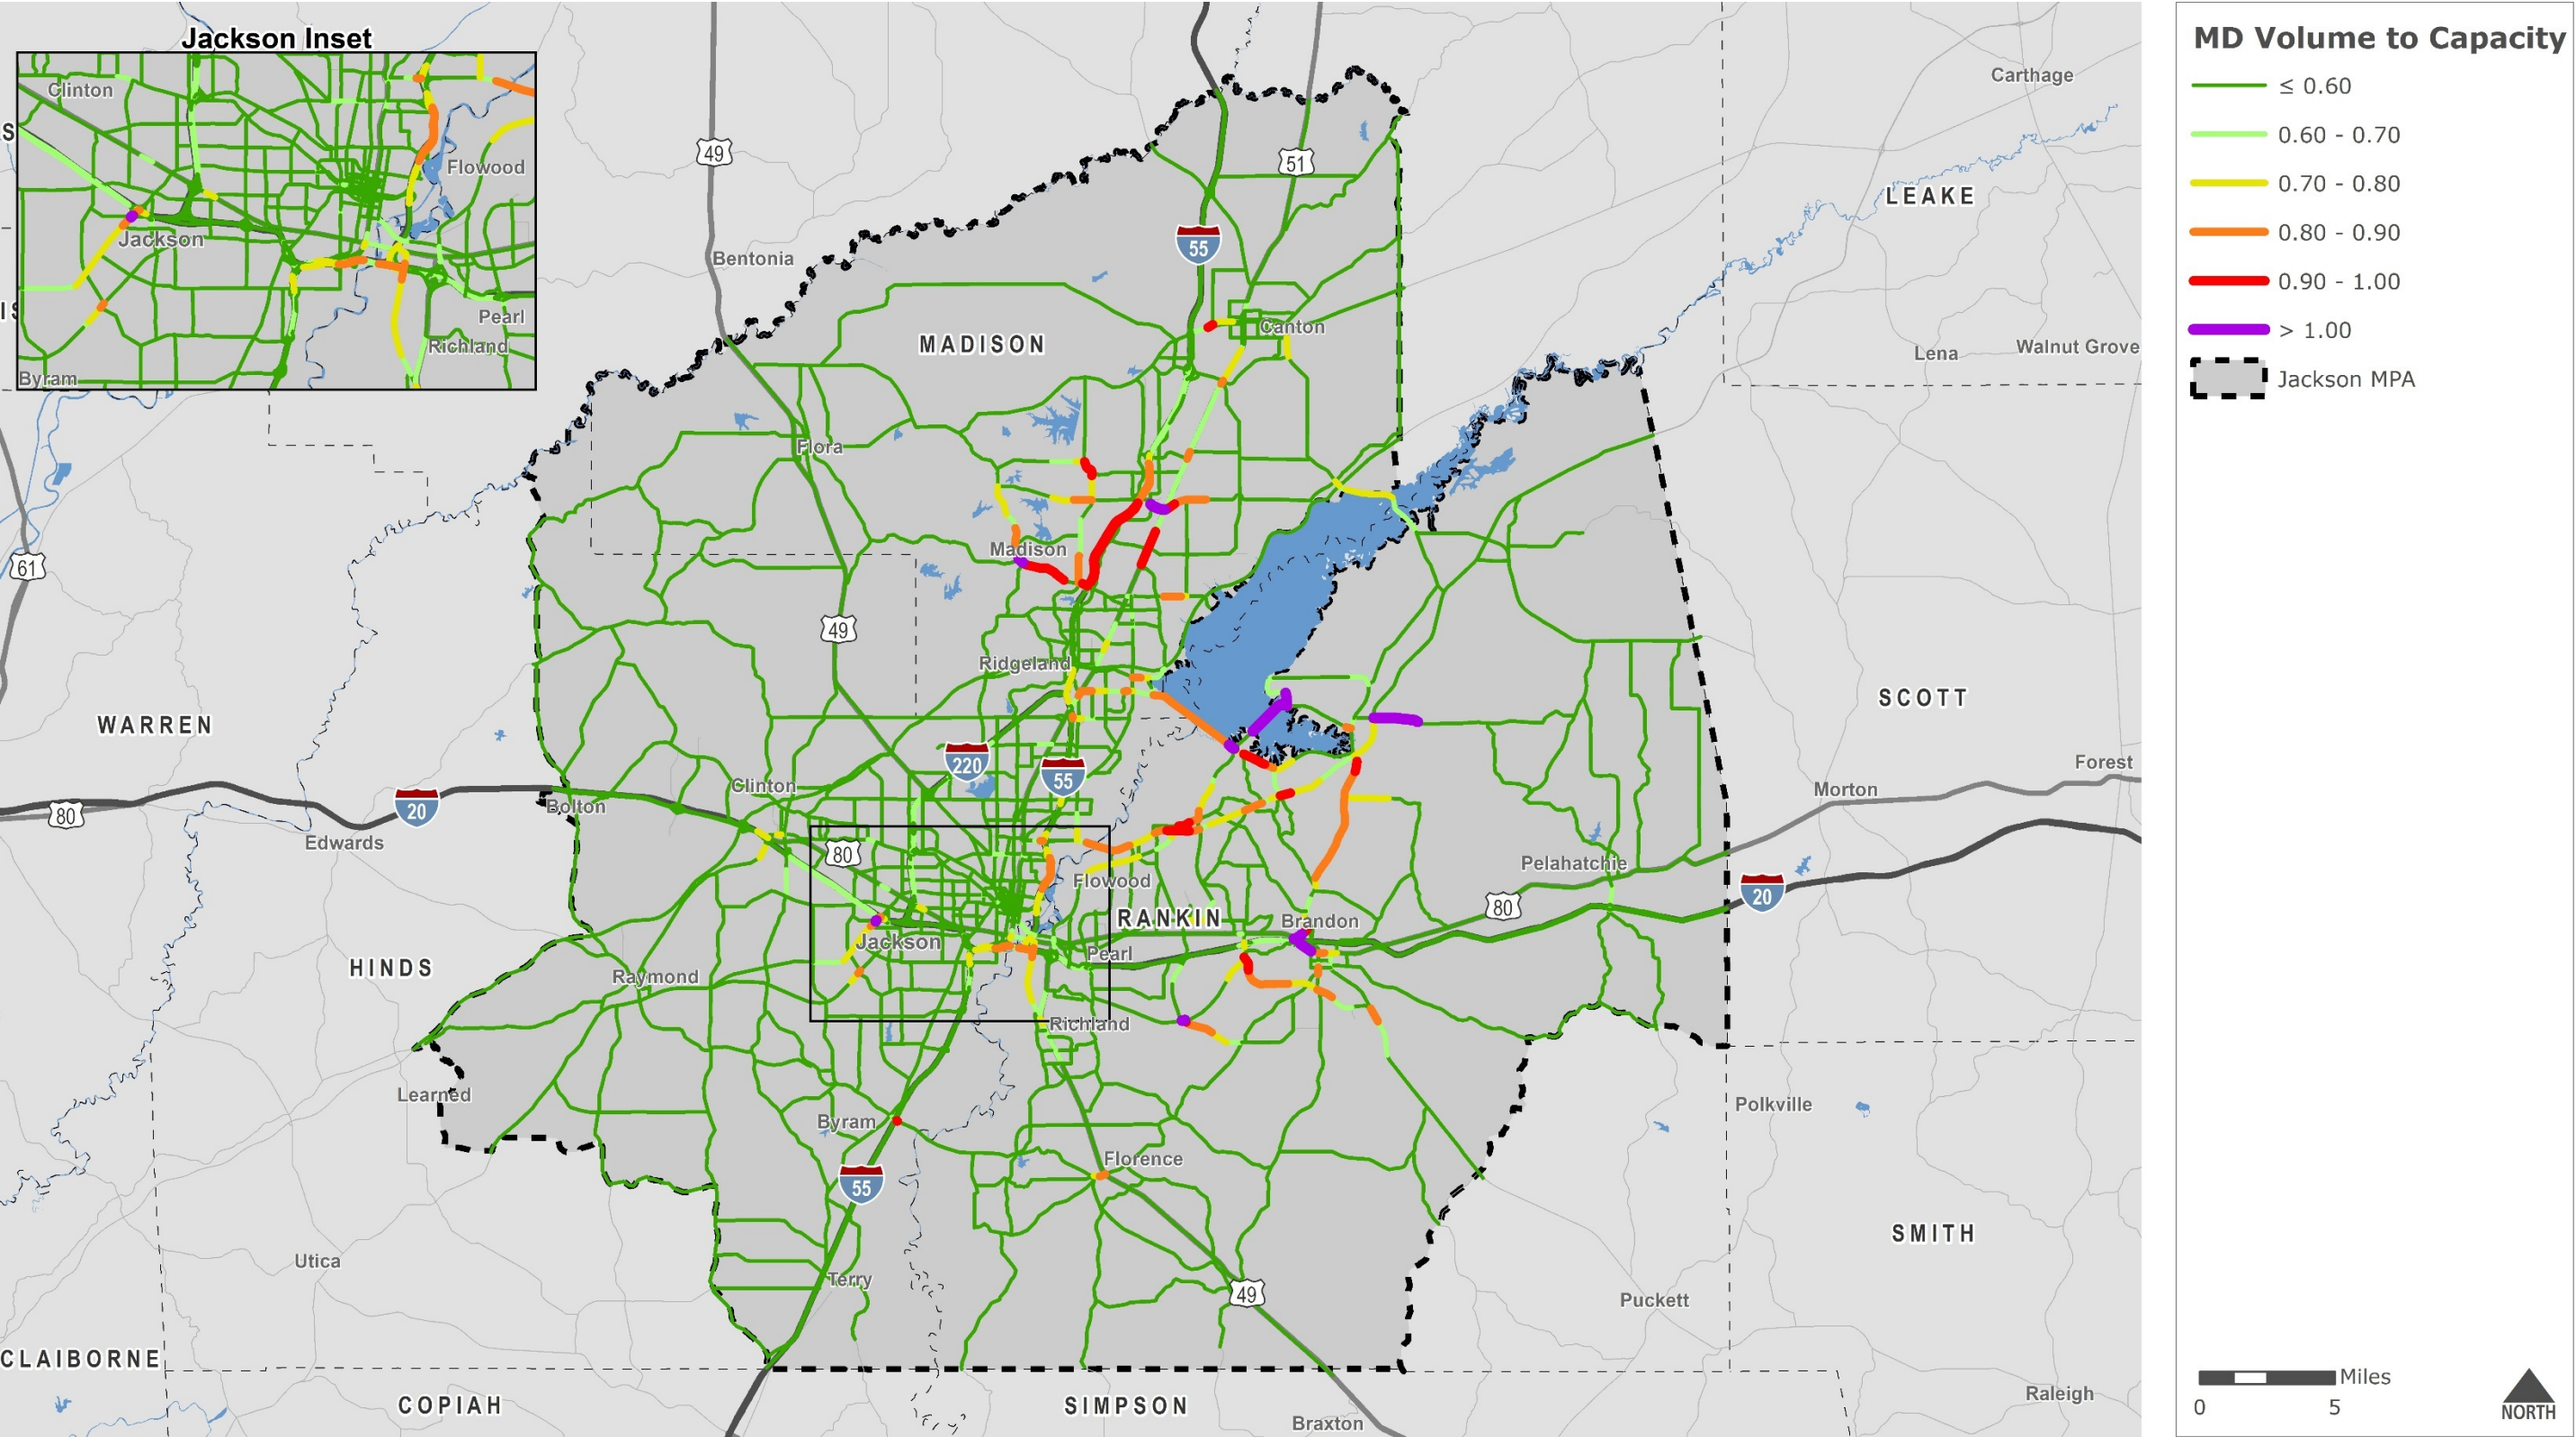 Jackson Inset
Clinton
Flowood
Jackson
Pearl
Richland
Byram
S
IS
49
51
55
Carthage
LEAKE
Bentonia
MADISON
Canton
Lena
Walnut Grove
Flora
61
Madison
49
Ridgeland
WARREN
SCOTT
220
55
Forest
Clinton
Morton
80
20
Bolton
Edwards
80
Pelahatchie
Flowood
20
80
RANKIN
Brandon
Jackson
Pearl
HINDS
Raymond
Richland
Learned
Polkville
Byram
Florence
55
SMITH
Utica
Terry
49
Puckett
CLAIBORNE
COPIAH
SIMPSON
Raleigh
Braxton
MD Volume to Capacity
≤ 0.60
0.60 - 0.70
0.70 - 0.80
0.80 - 0.90
0.90 - 1.00
> 1.00
Jackson MPA
Miles
0 5
NORTH